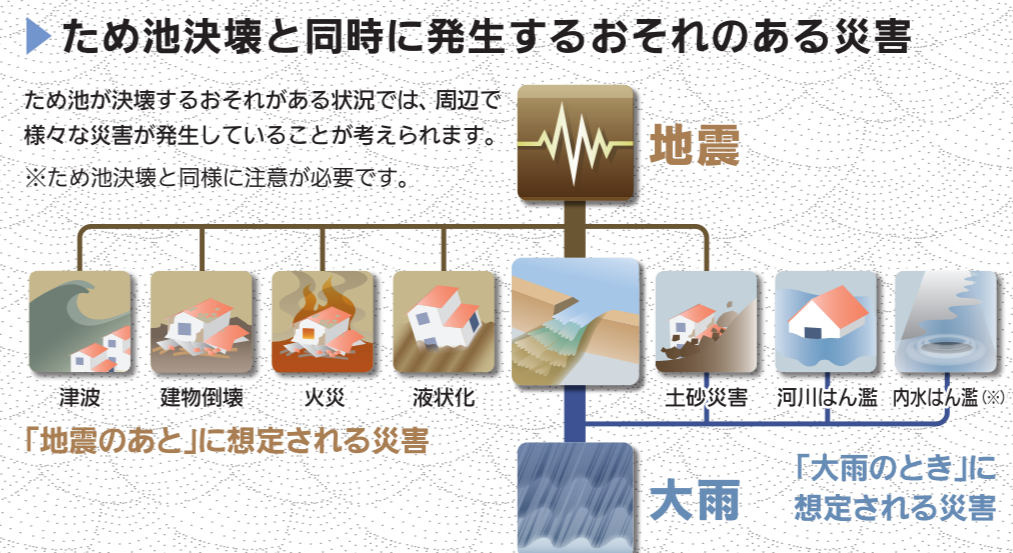 ため池決壊と同時に発生するおそれのある災害
ため池が決壊するおそれがある状況では、周辺で
様々な災害が発生していることが考えられます。
※ため池決壊と同様に注意が必要です。
地震
津波
建物倒壊
火災
液状化
土砂災害
河川はん濫
内水はん濫(※)
「地震のあと」に想定される災害
大雨
「大雨のとき」に
想定される災害